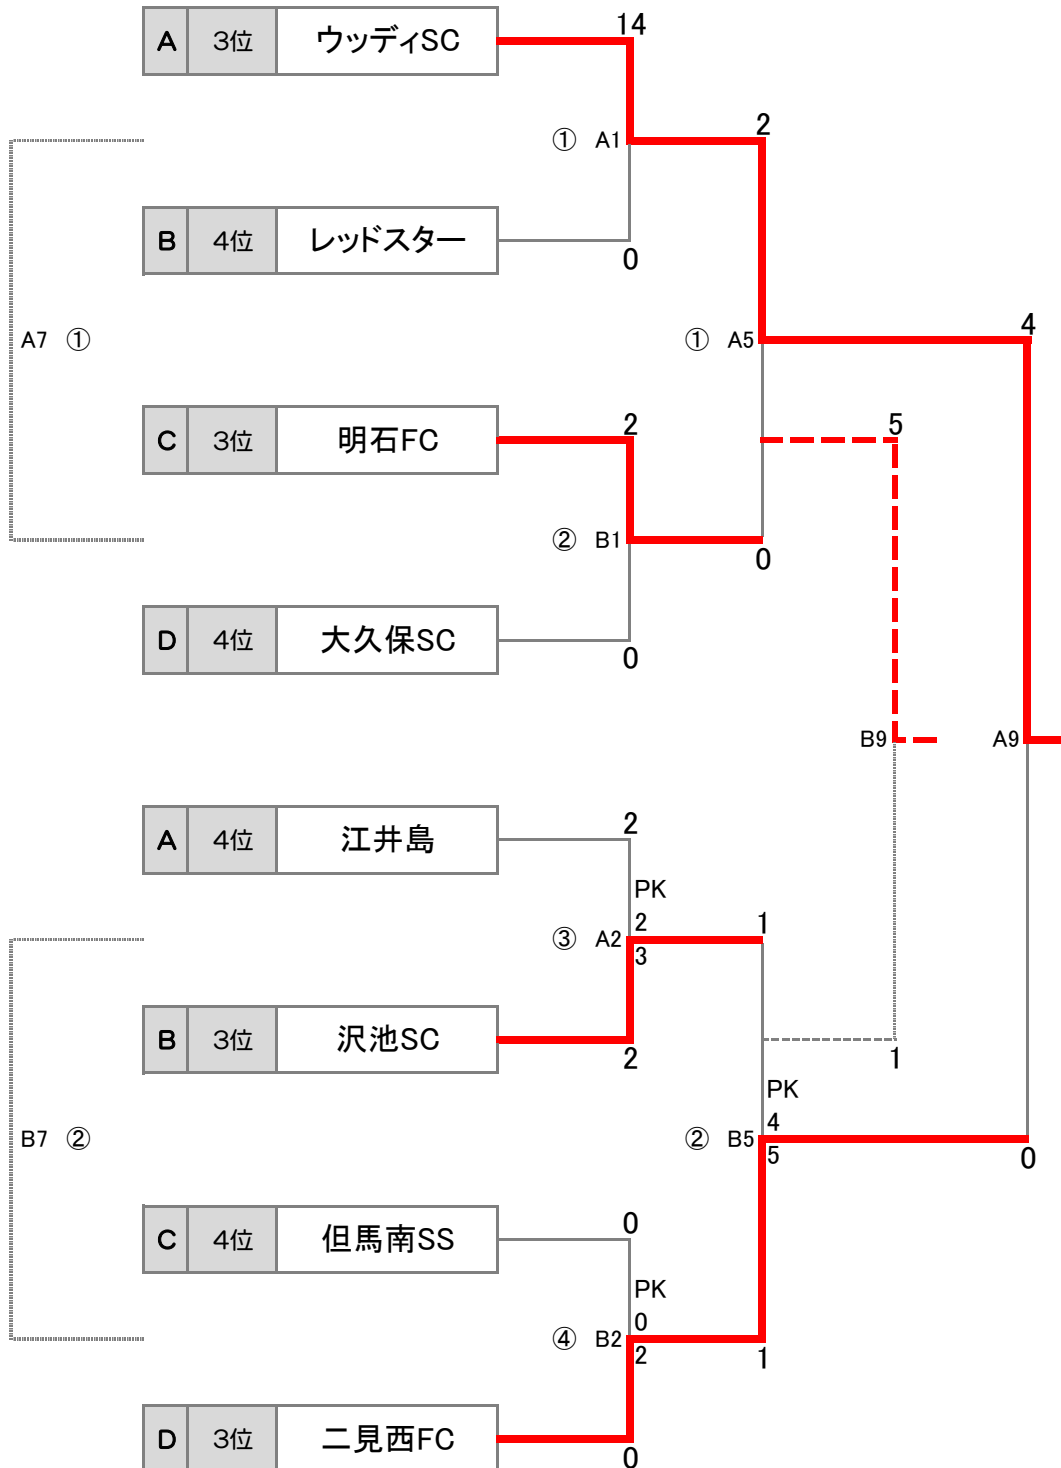 14
A 3位 ウッディSC
2
① A1
B 4位 レッドスター
0
4
A7 ① ① A5
5
2
C 3位 明石FC
② B1
0
D 4位 大久保SC
0
B9 A9
2
A 4位 江井島
PK
2
1
③ A2
3
B 3位 沢池SC
2
1
PK
4
B7 ② ② B5
5
0
0
C 4位 但馬南SS
PK
0
④ B2
2
1
D 3位 二見西FC
0